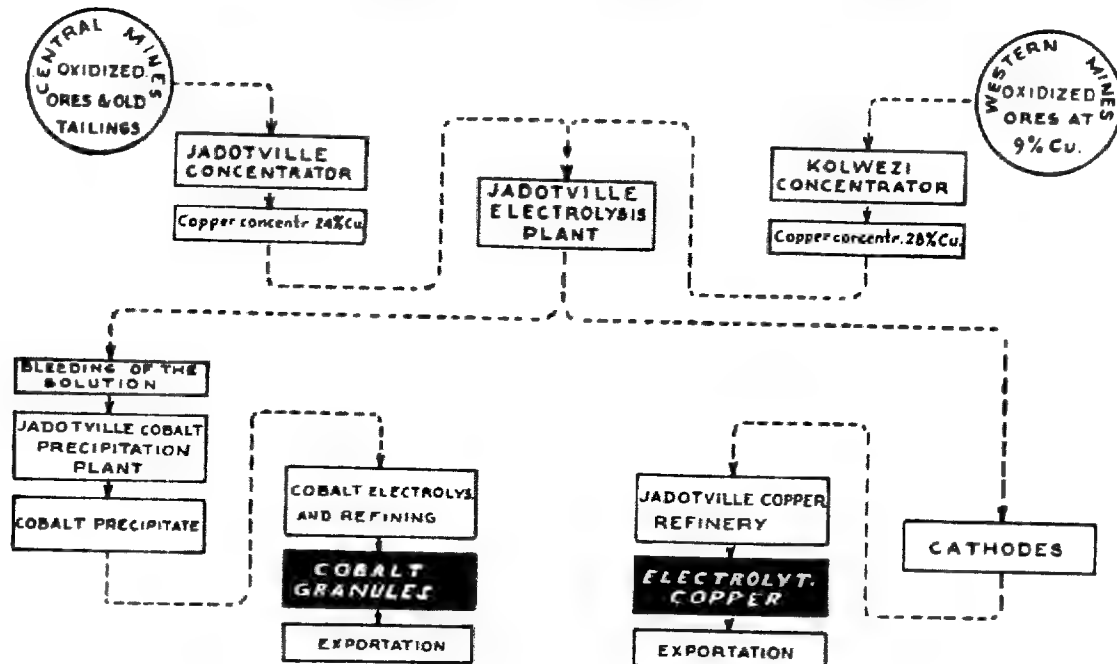 CENTRAL MINES
OXIDIZED
ORES & OLD
TAILINGS
WESTERN MINES
OXIDIZED
ORES AT
9% Cu.
JADOTVILLE
CONCENTRATOR
Copper concentr. 24% Cu.
JADOTVILLE
ELECTROLYSIS
PLANT
KOLWEZI
CONCENTRATOR
Copper concentr. 28% Cu.
BLEEDING OF THE
SOLUTION
JADOTVILLE COBALT
PRECIPITATION
PLANT
COBALT PRECIPITATE
COBALT ELECTROLYS.
AND REFINING
COBALT
GRANULES
EXPORTATION
JADOTVILLE COPPER
REFINERY
ELECTROLYT.
COPPER
EXPORTATION
CATHODES